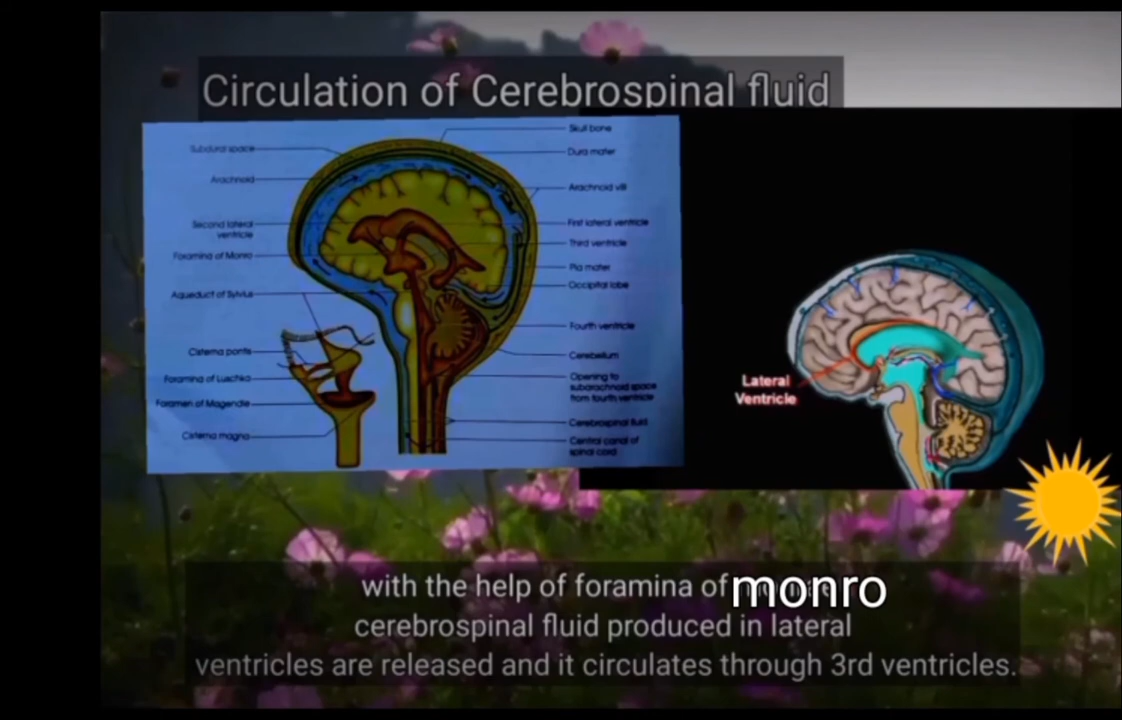 Circulation of Cerebrospinal fluid
Skull bone
Subdural space
Dura mater
Arachnoid
Arachnoid villi
Second lateral
ventricle
First lateral ventricle
Third ventricle
Foramina of Monro
Pia mater
Occipital lobe
Aqueduct of Sylvius
Fourth ventricle
Cisterna pontis
Cerebellum
Foramina of Luschka
Opening to
subarachnoid space
from fourth ventricle
Foramen of Magendie
Cerebrospinal fluid
Cisterna magna
Central canal of
spinal cord
Lateral
Ventricle
with the help of foramina of monro
cerebrospinal fluid produced in lateral
ventricles are released and it circulates through 3rd ventricles.